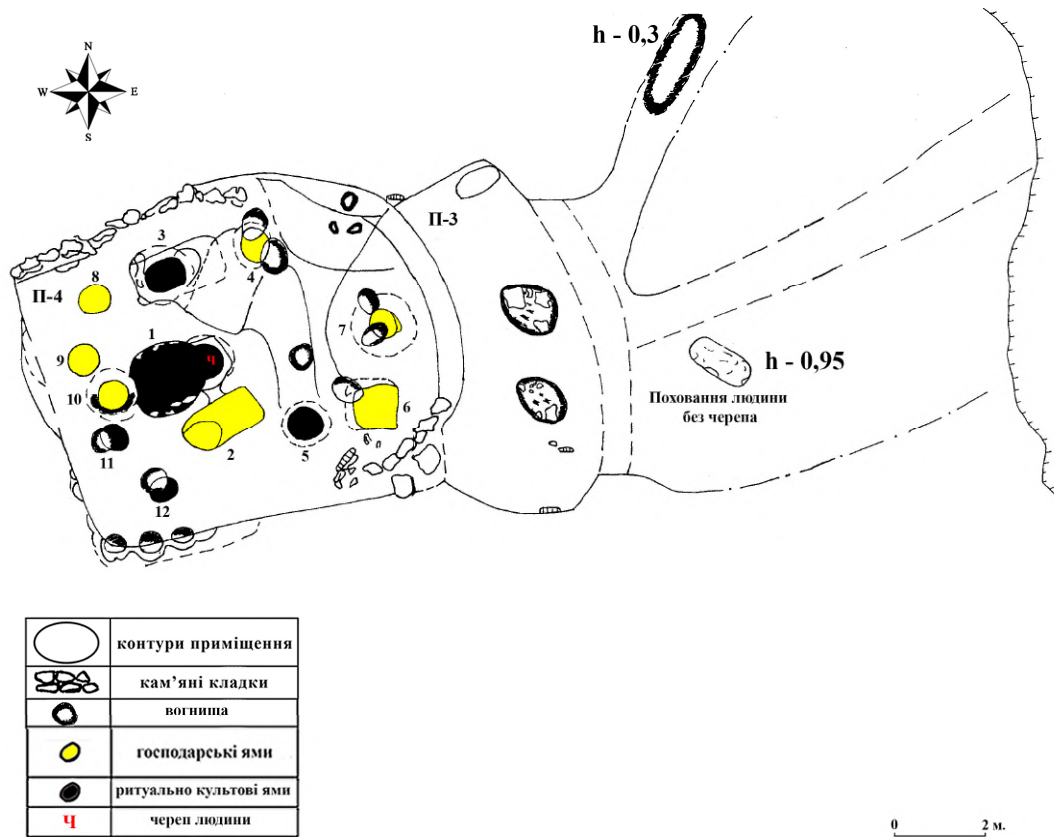 h - 0,3
N
W
E
S
П-3
3
4
8
П-4
1
7
9
Ч
h - 0,95
10
6
Поховання людини
без черепа
11
2
5
12
контури приміщення
кам’яні кладки
вогнища
господарські ями
ритуально культові ями
Ч
череп людини
0
2 м.